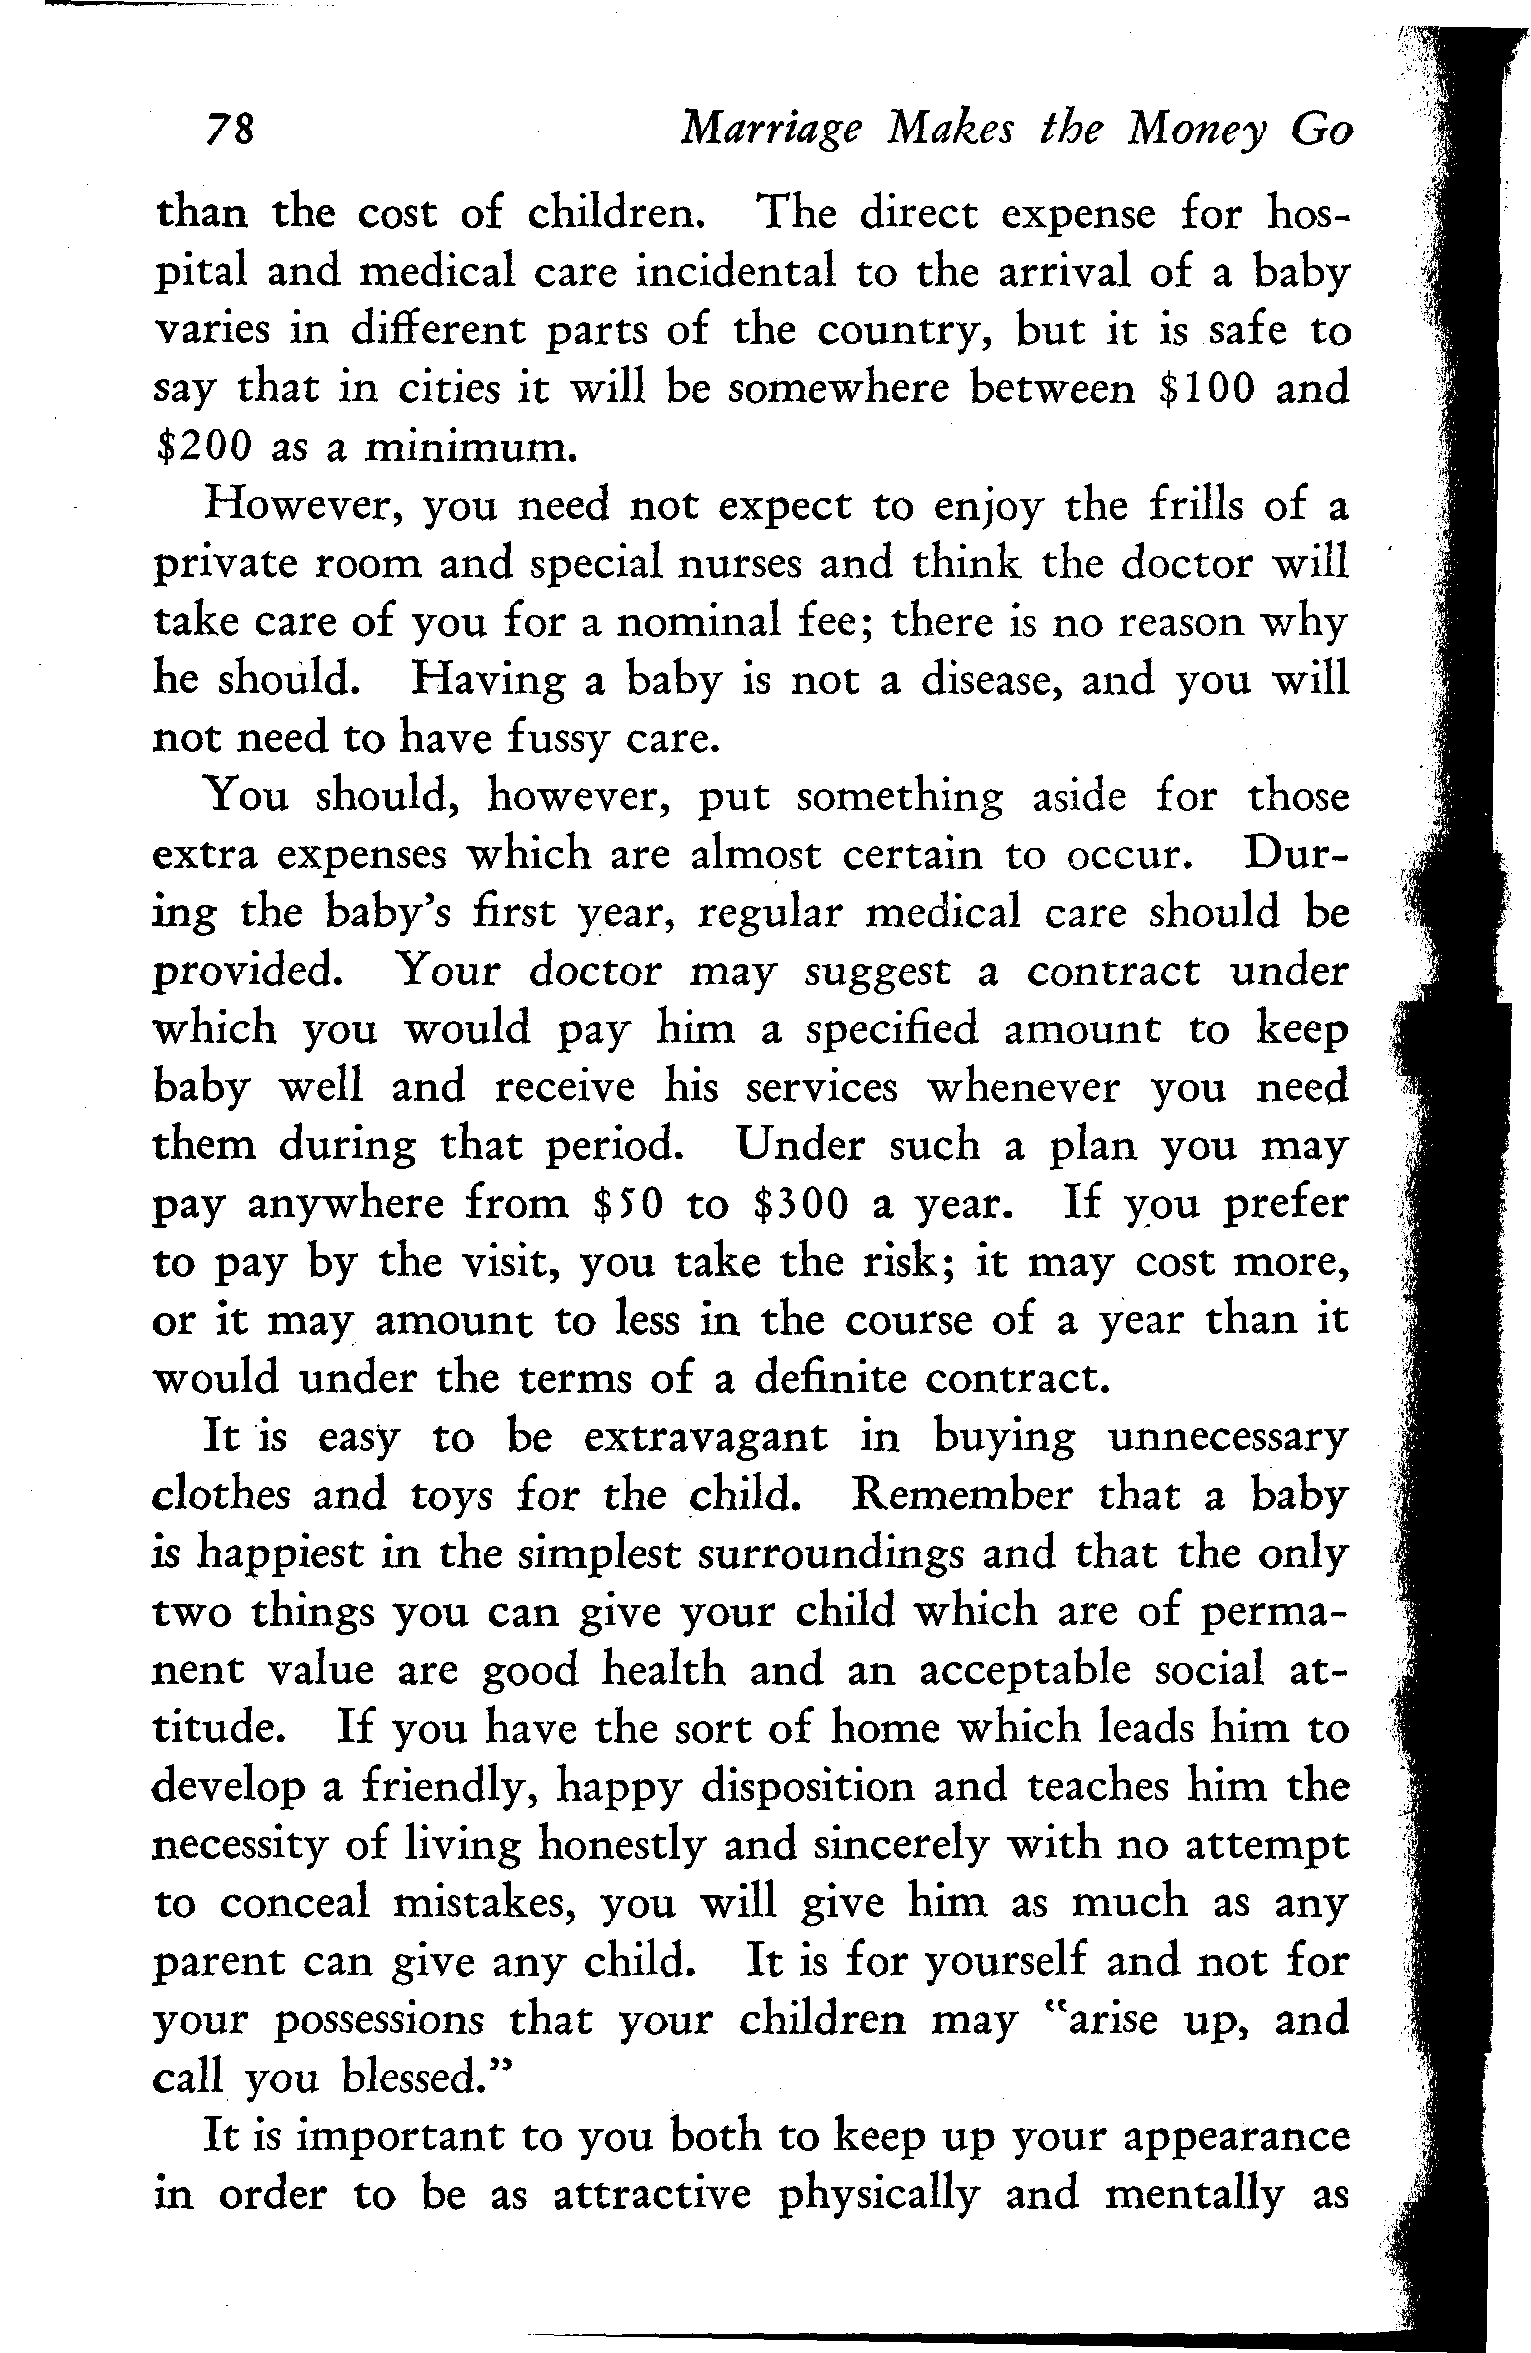 78 Marriage Makes the Money Go
than the cost of children. The direct expense for hos-
pital and medical care incidental to the arrival of a baby
varies in different parts of the country, but it is safe to
say that in cities it will be somewhere between $100 and
$200 as a minimum.
However, you need not expect to enjoy the frills of a
private room and special nurses and think the doctor will
take care of you for a nominal fee; there is no reason why
he should. Having a baby is not a disease, and you will
not need to have fussy care.
You should, however, put something aside for those
extra expenses which are almost certain to occur. Dur-
ing the baby's first year, regular medical care should be
provided. Your doctor may suggest a contract under
which you would pay him a specified amount to keep
baby well and receive his services whenever you need
them during that period. Under such a plan you may
pay anywhere from $50 to $300 a year. If you prefer
to pay by the visit, you take the risk; it may cost more,
or it may amount to less in the course of a year than it
would under the terms of a definite contract.
It is easy to be extravagant in buying unnecessary
clothes and toys for the child. Remember that a baby
is happiest in the simplest surroundings and that the only
two things you can give your child which are of perma-
nent value are good health and an acceptable social at-
titude. If you have the sort of home which leads him to
develop a friendly, happy disposition and teaches him the
necessity of living honestly and sincerely with no attempt
to conceal mistakes, you will give him as much as any
parent can give any child. It is for yourself and not for
your possessions that your children may "arise up, and
call you blessed."
It is important to you both to keep up your appearance
in order to be as attractive physically and mentally as